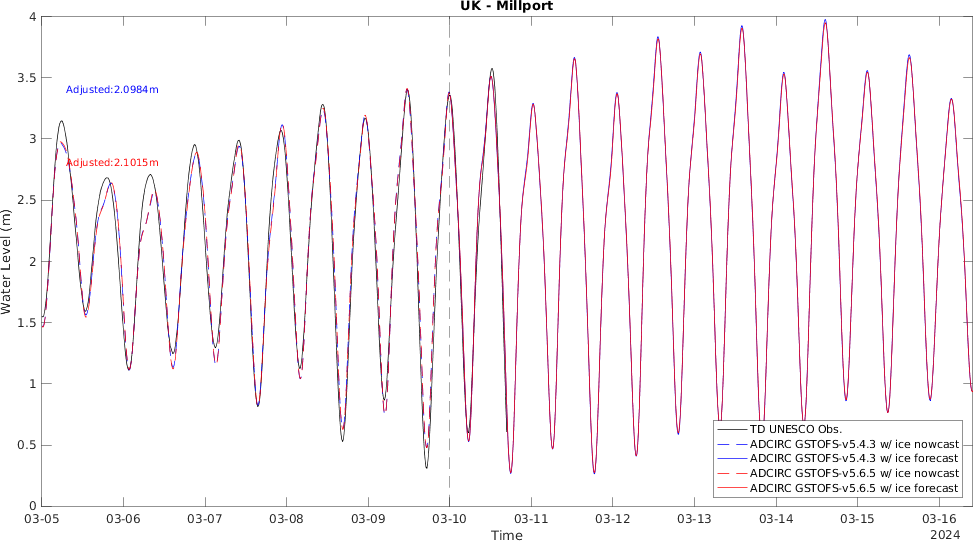 UK - Millport
4
3.5
3
2.5
2
1.5
1
0.5
0
Water Level (m)
Adjusted:2.0984m
Adjusted:2.1015m
TD UNESCO Obs.
ADCIRC GSTOFS-v5.4.3 w/ ice nowcast
ADCIRC GSTOFS-v5.4.3 w/ ice forecast
ADCIRC GSTOFS-v5.6.5 w/ ice nowcast
ADCIRC GSTOFS-v5.6.5 w/ ice forecast
03-05 03-06 03-07 03-08 03-09 03-10 03-11 03-12 03-13 03-14 03-15 03-16
Time
2024